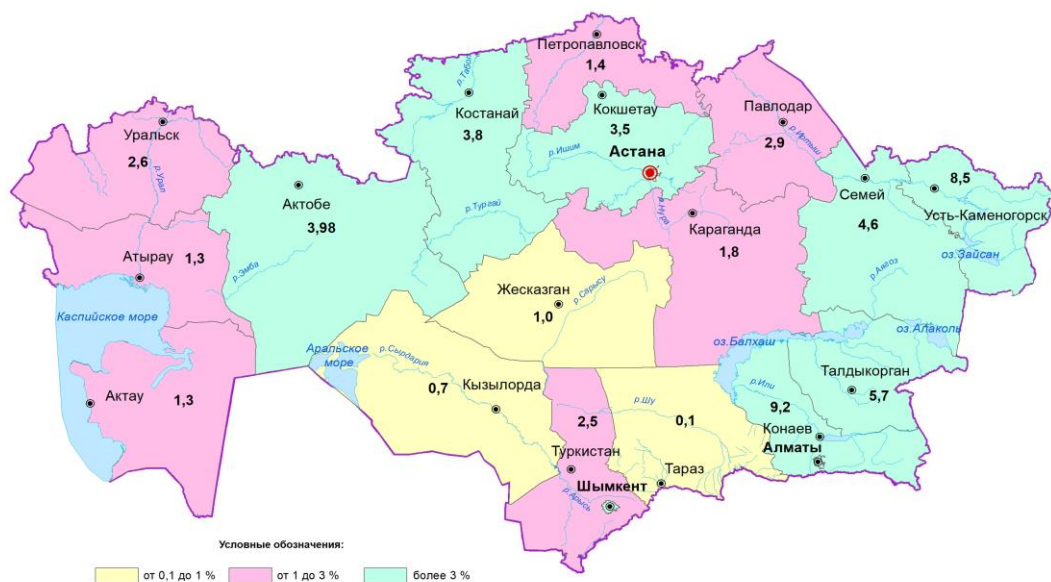 Петропавловск
1,4
р.Тобол
Костанай
3,8
Кокшетау
3,5
р.Ишим
Астана
Павлодар
р.Иртыш
2,9
Уральск
2,6
р.Урал
Актобе
3,98
р.Эмба
р.Тургай
р.Нура
Караганда
1,8
Семей
4,6
8,5
Усть-Каменогорск
оз.Зайсан
р.Аягоз
Атырау
1,3
Каспийское море
Актау
1,3
Жесказган
р.Сарысу
1,0
Аральское
море
р.Сырдария
0,7
Кызылорда
2,5
р.Шу
0,1
Туркистан
Шымкент
р.Арысь
Тараз
оз.Балхаш
оз.Алаколь
Талдыкорган
5,7
р.Или
9,2
Конаев
Алматы
Условные обозначения:
от 0,1 до 1 % от 1 до 3 % более 3 %